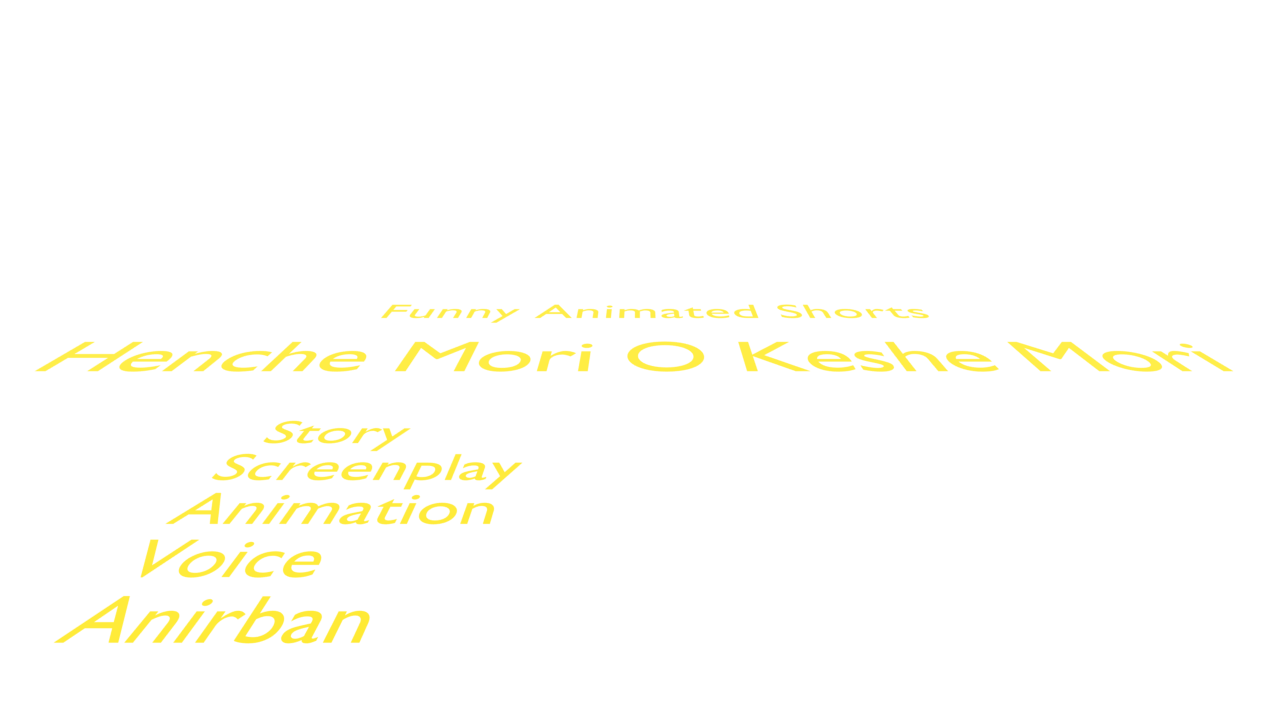 Funny Animated Shorts
Henche Mori O Keshe Mori
Story
Screenplay
Animation
Voice
Anirban